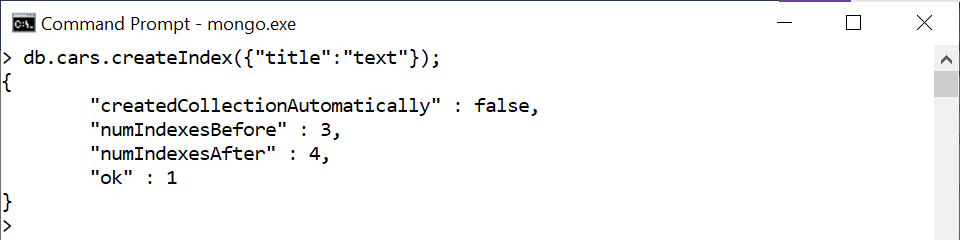 Command Prompt - mongo.exe
> db.cars.createIndex({"title":"text"});
{
        "createdCollectionAutomatically" : false,
        "numIndexesBefore" : 3,
        "numIndexesAfter" : 4,
        "ok" : 1
}
>